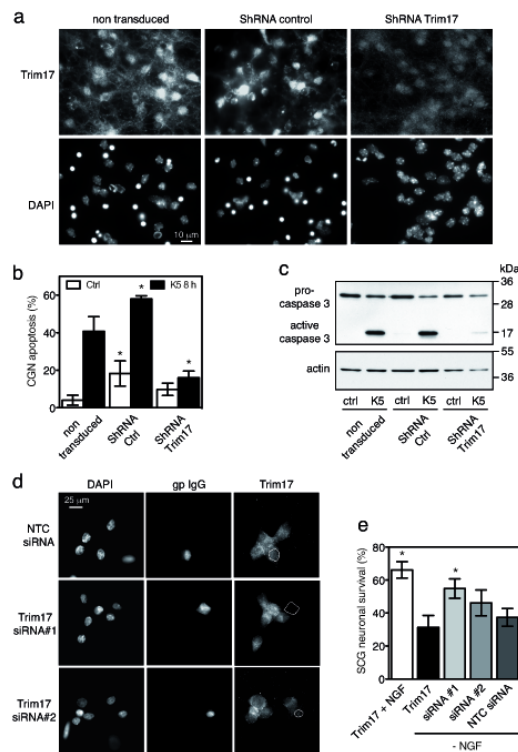 a
non transduced ShRNA control ShRNA Trim17
Trim17
DAPI
10 µm
b
Ctrl K5 8 h
CGN apoptosis (%)
60
40
20
0
*
*
*
non transduced
ShRNA Ctrl
ShRNA Trim17
c
kDa
pro-caspase 3
active caspase 3
actin
36
28
17
55
36
ctrl K5 ctrl K5 ctrl K5
non transduced
ShRNA Ctrl
ShRNA Trim17
d
DAPI gp IgG Trim17
25 µm
NTC siRNA
Trim17 siRNA#1
Trim17 siRNA#2
e
SCG neuronal survival (%)
80
60
40
20
0
*
*
Trim17 + NGF
Trim17
siRNA #1
siRNA #2
NTC siRNA
- NGF